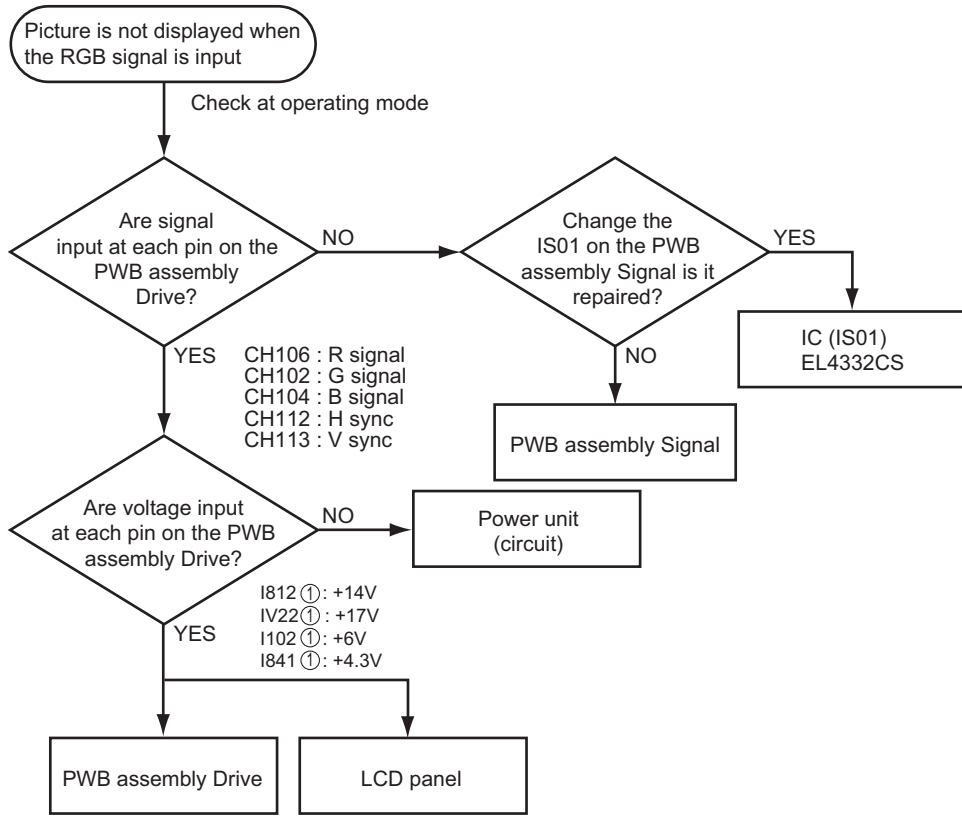 Picture is not displayed when
the RGB signal is input
Check at operating mode
Are signal
input at each pin on the
PWB assembly
Drive?
NO
Change the
IS01 on the PWB
assembly Signal is it
repaired?
YES
IC (IS01)
EL4332CS
NO
PWB assembly Signal
YES
CH106 : R signal
CH102 : G signal
CH104 : B signal
CH112 : H sync
CH113 : V sync
Are voltage input
at each pin on the PWB
assembly Drive?
NO
Power unit
(circuit)
I812 ①: +14V
IV22 ①: +17V
I102 ①: +6V
I841 ①: +4.3V
YES
PWB assembly Drive
LCD panel